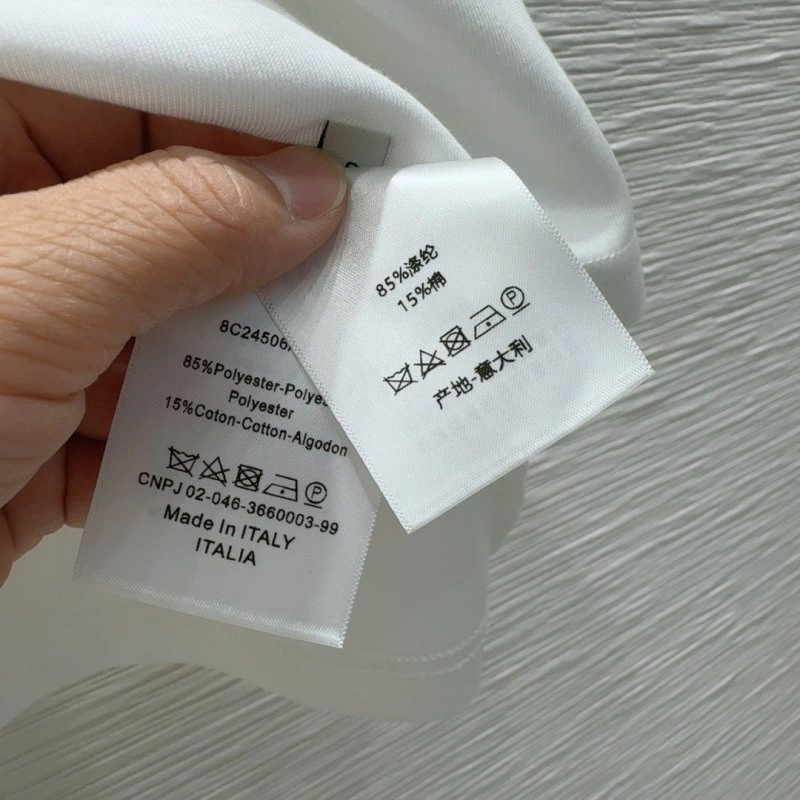 8C24506
85%Polyester-Polye
Polyester
15%Coton-Cotton-Algodon
CNPJ 02-046-3660003-99
Made In ITALY
ITALIA
85%涤纶
15%棉
产地-意大利